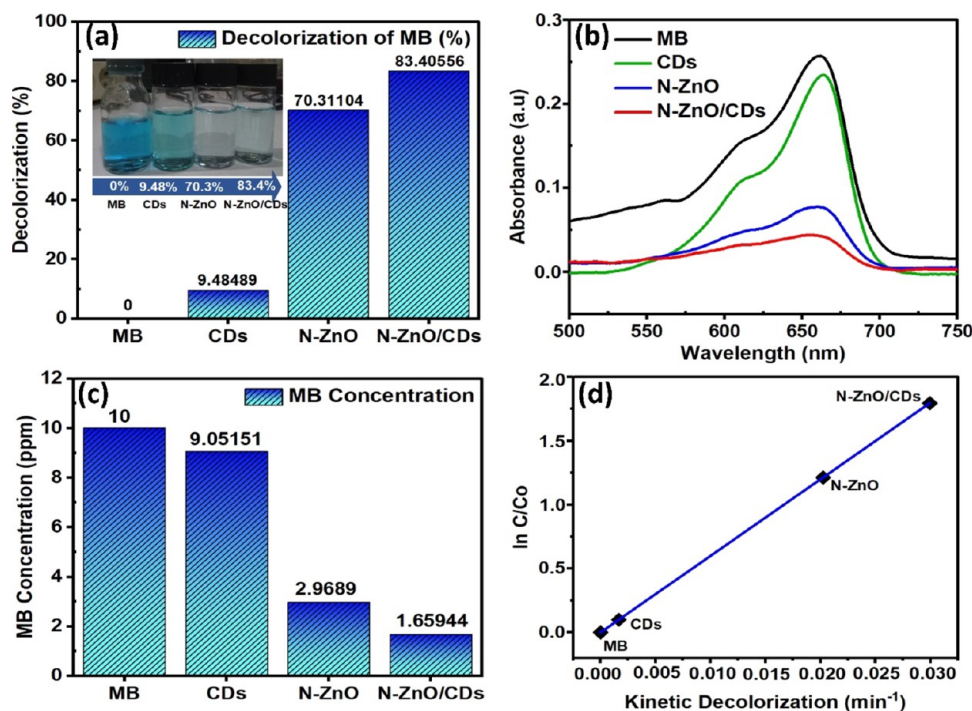 (a)
Decolorization of MB (%)
Decolorization (%)
100
80
60
40
20
0
0
9.48489
70.31104
83.40556
0% 9.48% 70.3% 83.4%
MB CDs N-ZnO N-ZnO/CDs
MB CDs N-ZnO N-ZnO/CDs
(b)
MB
CDs
N-ZnO
N-ZnO/CDs
Absorbance (a.u)
0.3
0.2
0.1
0.0
500 550 600 650 700 750
Wavelength (nm)
(c)
MB Concentration
MB Concentration (ppm)
12
10
8
6
4
2
0
10
9.05151
2.9689
1.65944
MB CDs N-ZnO N-ZnO/CDs
(d)
ln C/Co
2.0
1.5
1.0
0.5
0.0
N-ZnO/CDs
N-ZnO
CDs
MB
0.000 0.005 0.010 0.015 0.020 0.025 0.030
Kinetic Decolorization (min⁻¹)